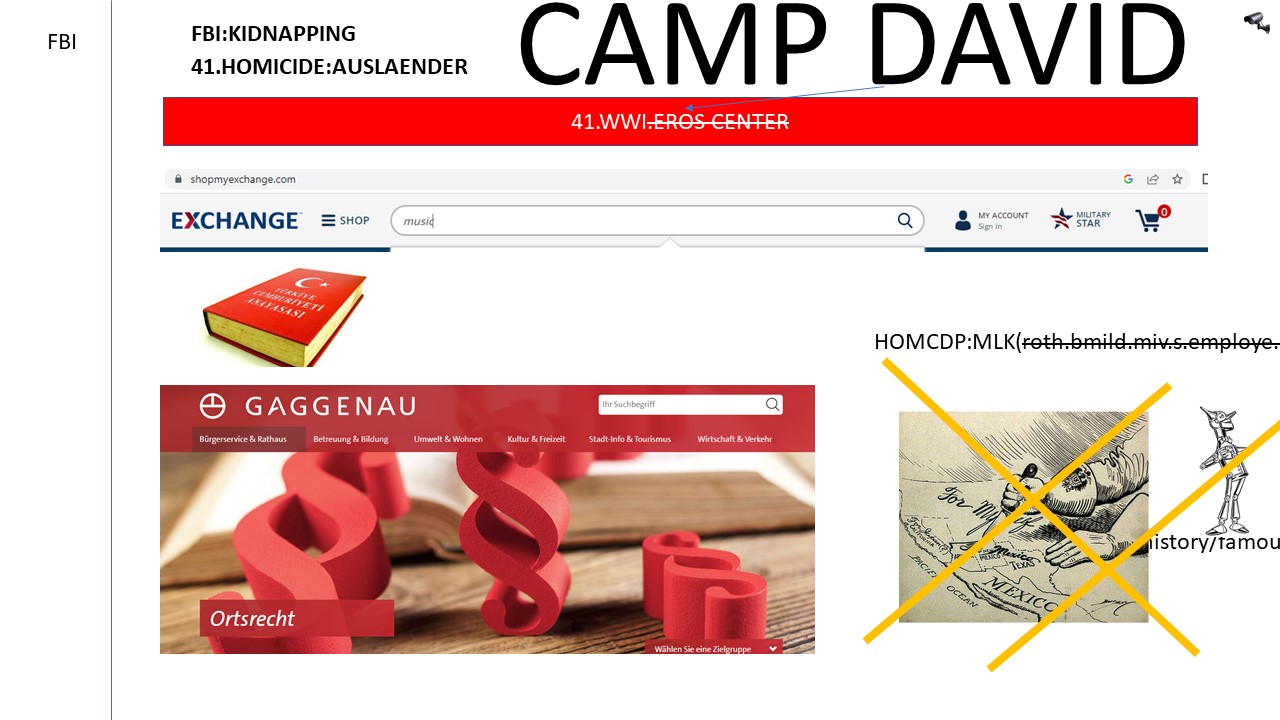 FBI
FBI:KIDNAPPING
41.HOMICIDE:AUSLAENDER
CAMP DAVID
41.WWI.EROS CENTER
shopmyexchange.com
EXCHANGE
SHOP
music
MY ACCOUNT
Sign in
MILITARY
STAR
0
TÜRKİYE
CUMHURİYETİ
ANAYASASI
HOMCDP:MLK(roth.bmild.miv.s.employe.
GAGGENAU
Ihr Suchbegriff
Bürgerservice & Rathaus
Betreuung & Bildung
Umwelt & Wohnen
Kultur & Freizeit
Stadt-Info & Tourismus
Wirtschaft & Verkehr
Ortsrecht
Wählen Sie eine Zielgruppe
For
Mexico
TEXAS
MEXICO
PACIFIC
OCEAN
history/famou